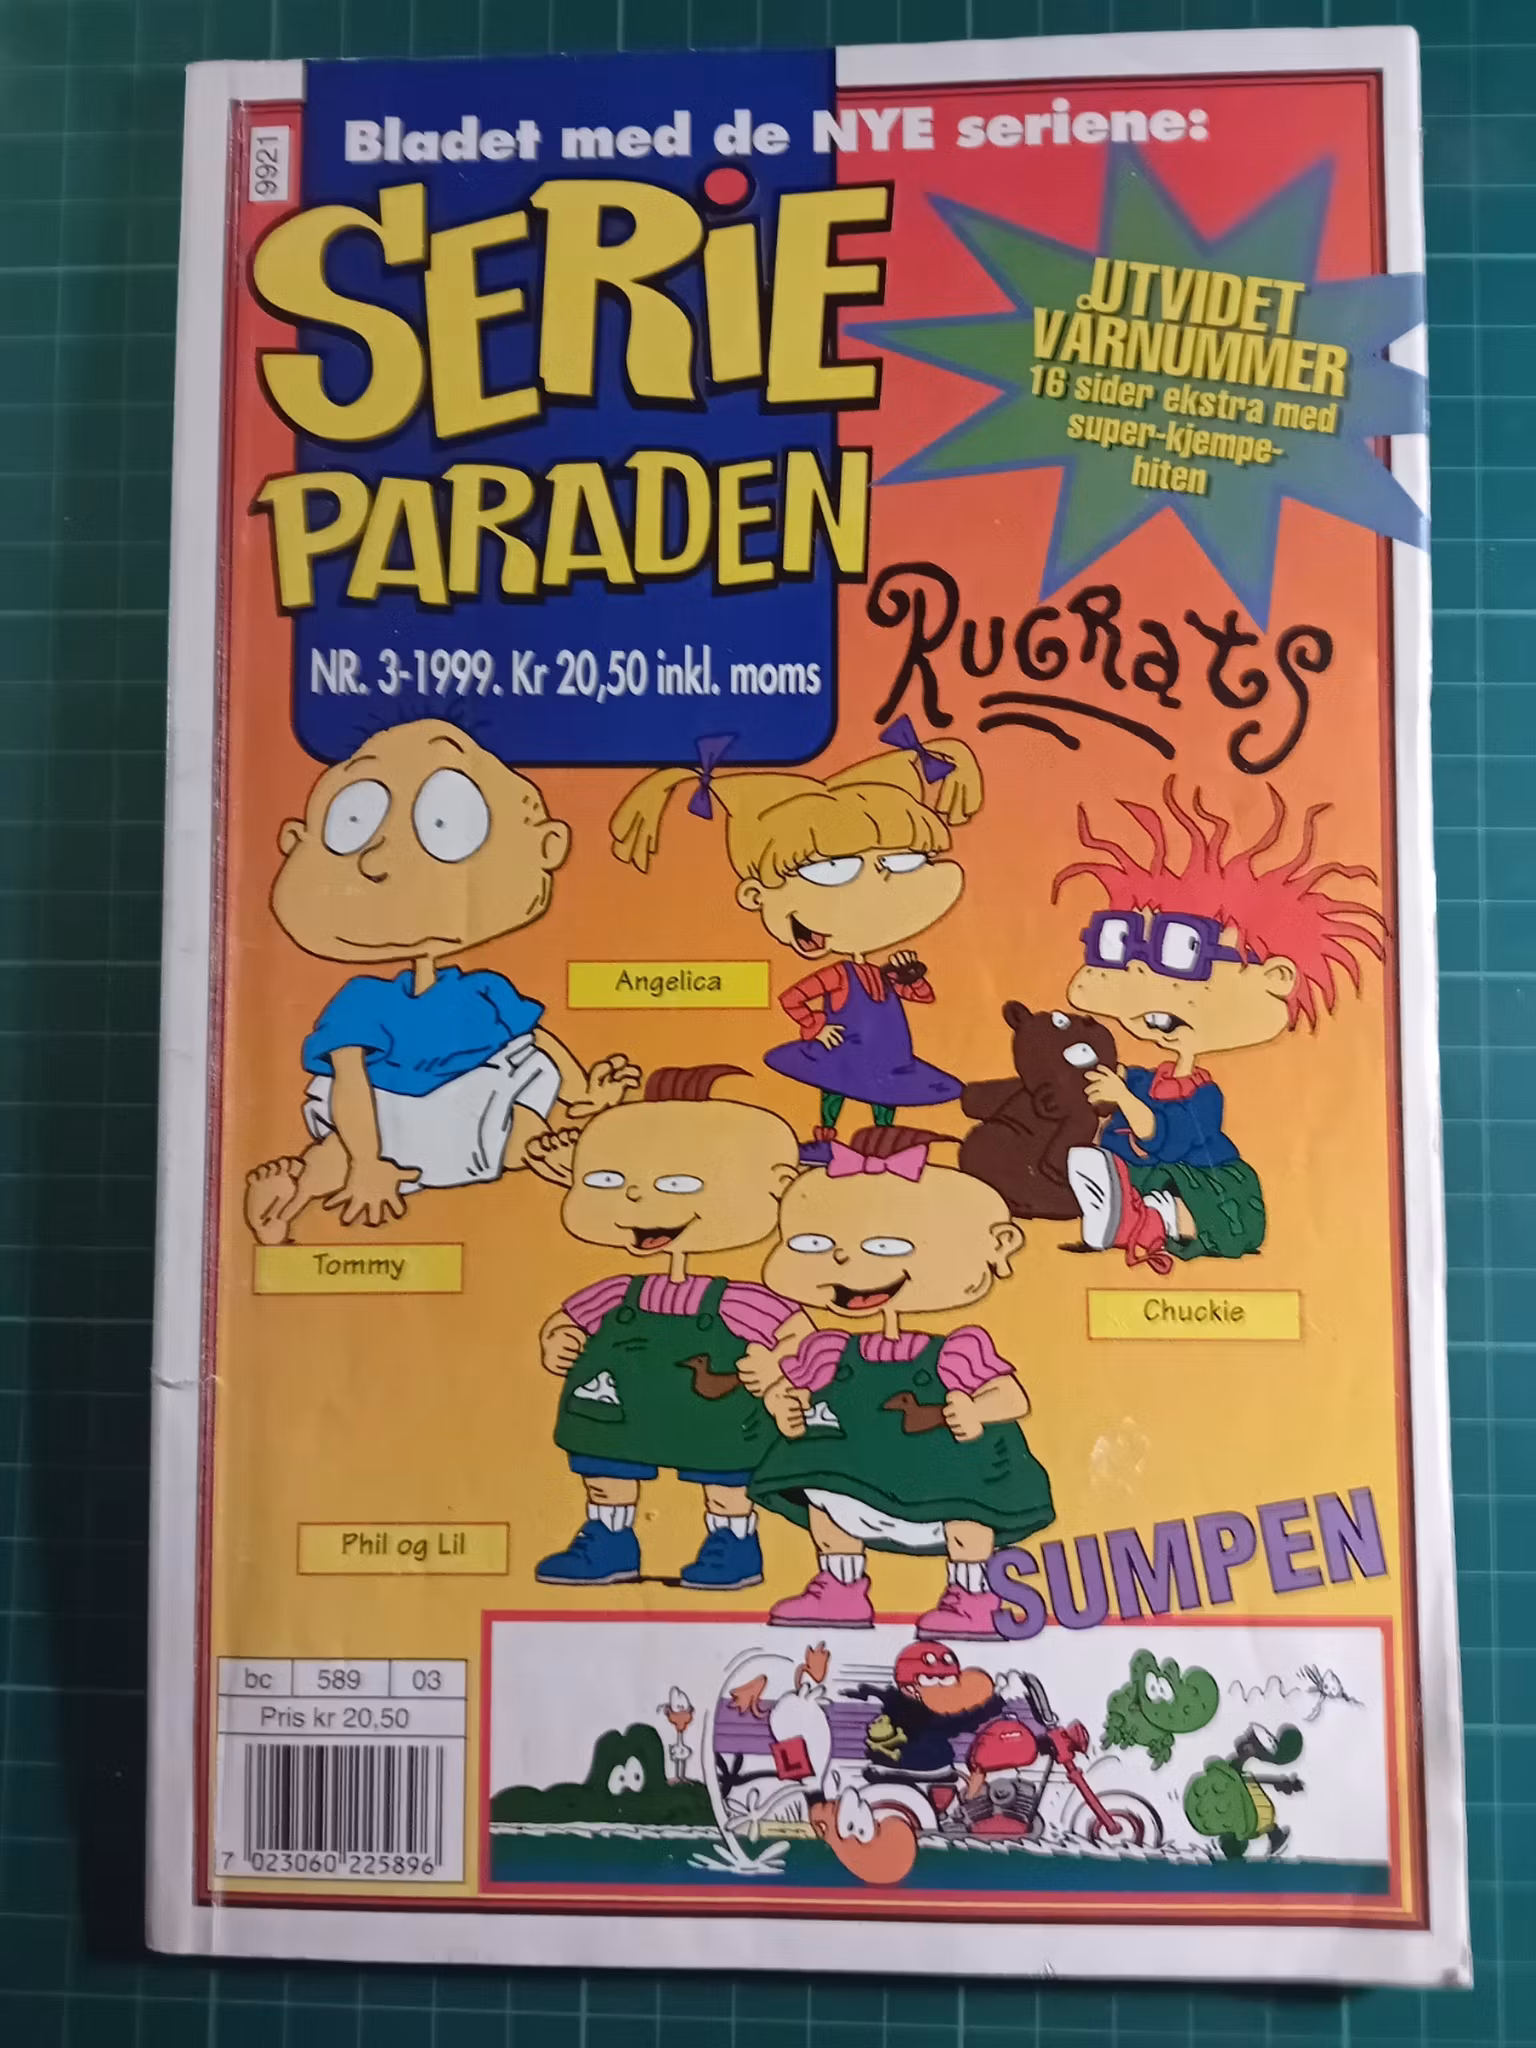 9921
Bladet med de NYE seriene:
SERIE
PARADEN
NR. 3-1999. Kr 20,50 inkl. moms
UTVIDET
VÅRNUMMER
16 sider ekstra med
super-kjempe-
hiten
RUGRATS
Angelica
Tommy
Chuckie
Phil og Lil
SUMPEN
L
bc 589 03
Pris kr 20,50
7 023060 225896